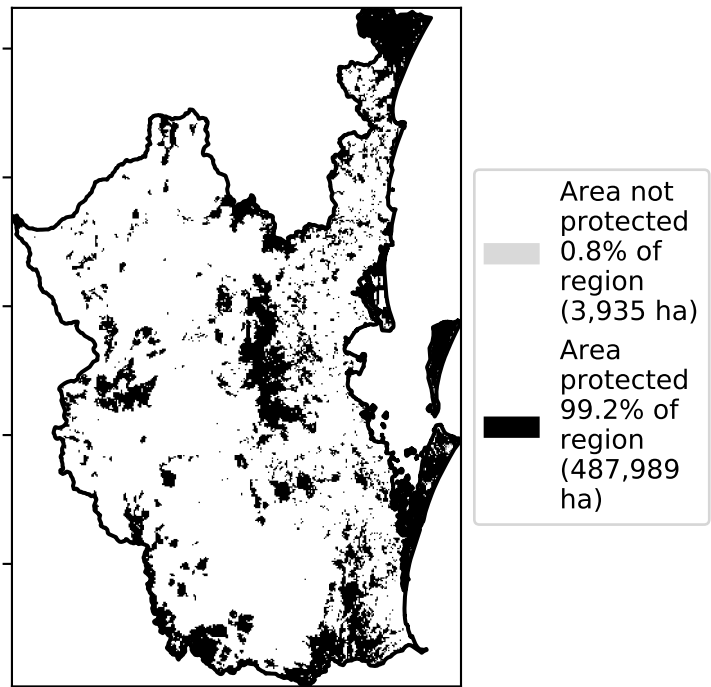 Area not
protected
0.8% of
region
(3,935 ha)
Area
protected
99.2% of
region
(487,989
ha)